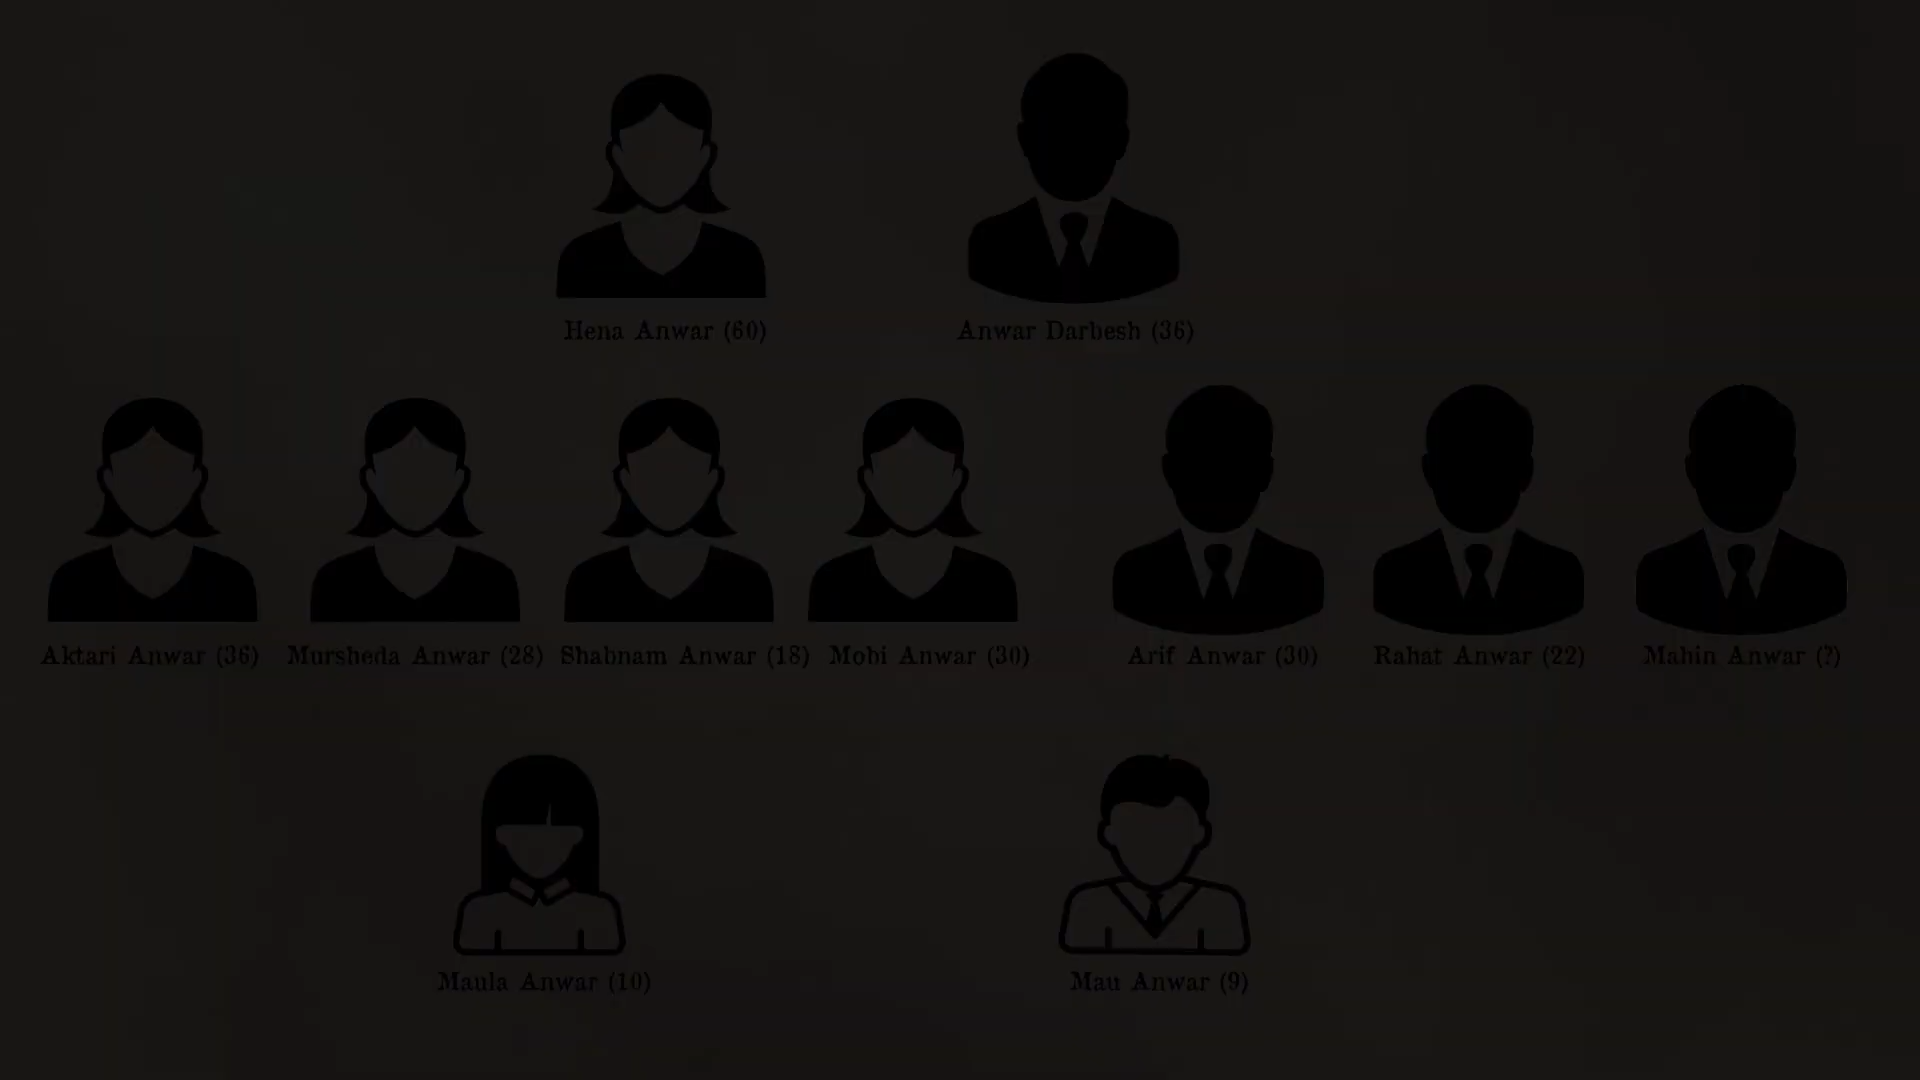 Hena Anwar (60)
Anwar Darbesh (36)
Aktari Anwar (36)
Mursheda Anwar (28)
Shabnam Anwar (18)
Mobi Anwar (30)
Arif Anwar (30)
Rahat Anwar (22)
Mahin Anwar (?)
Maula Anwar (10)
Mau Anwar (9)